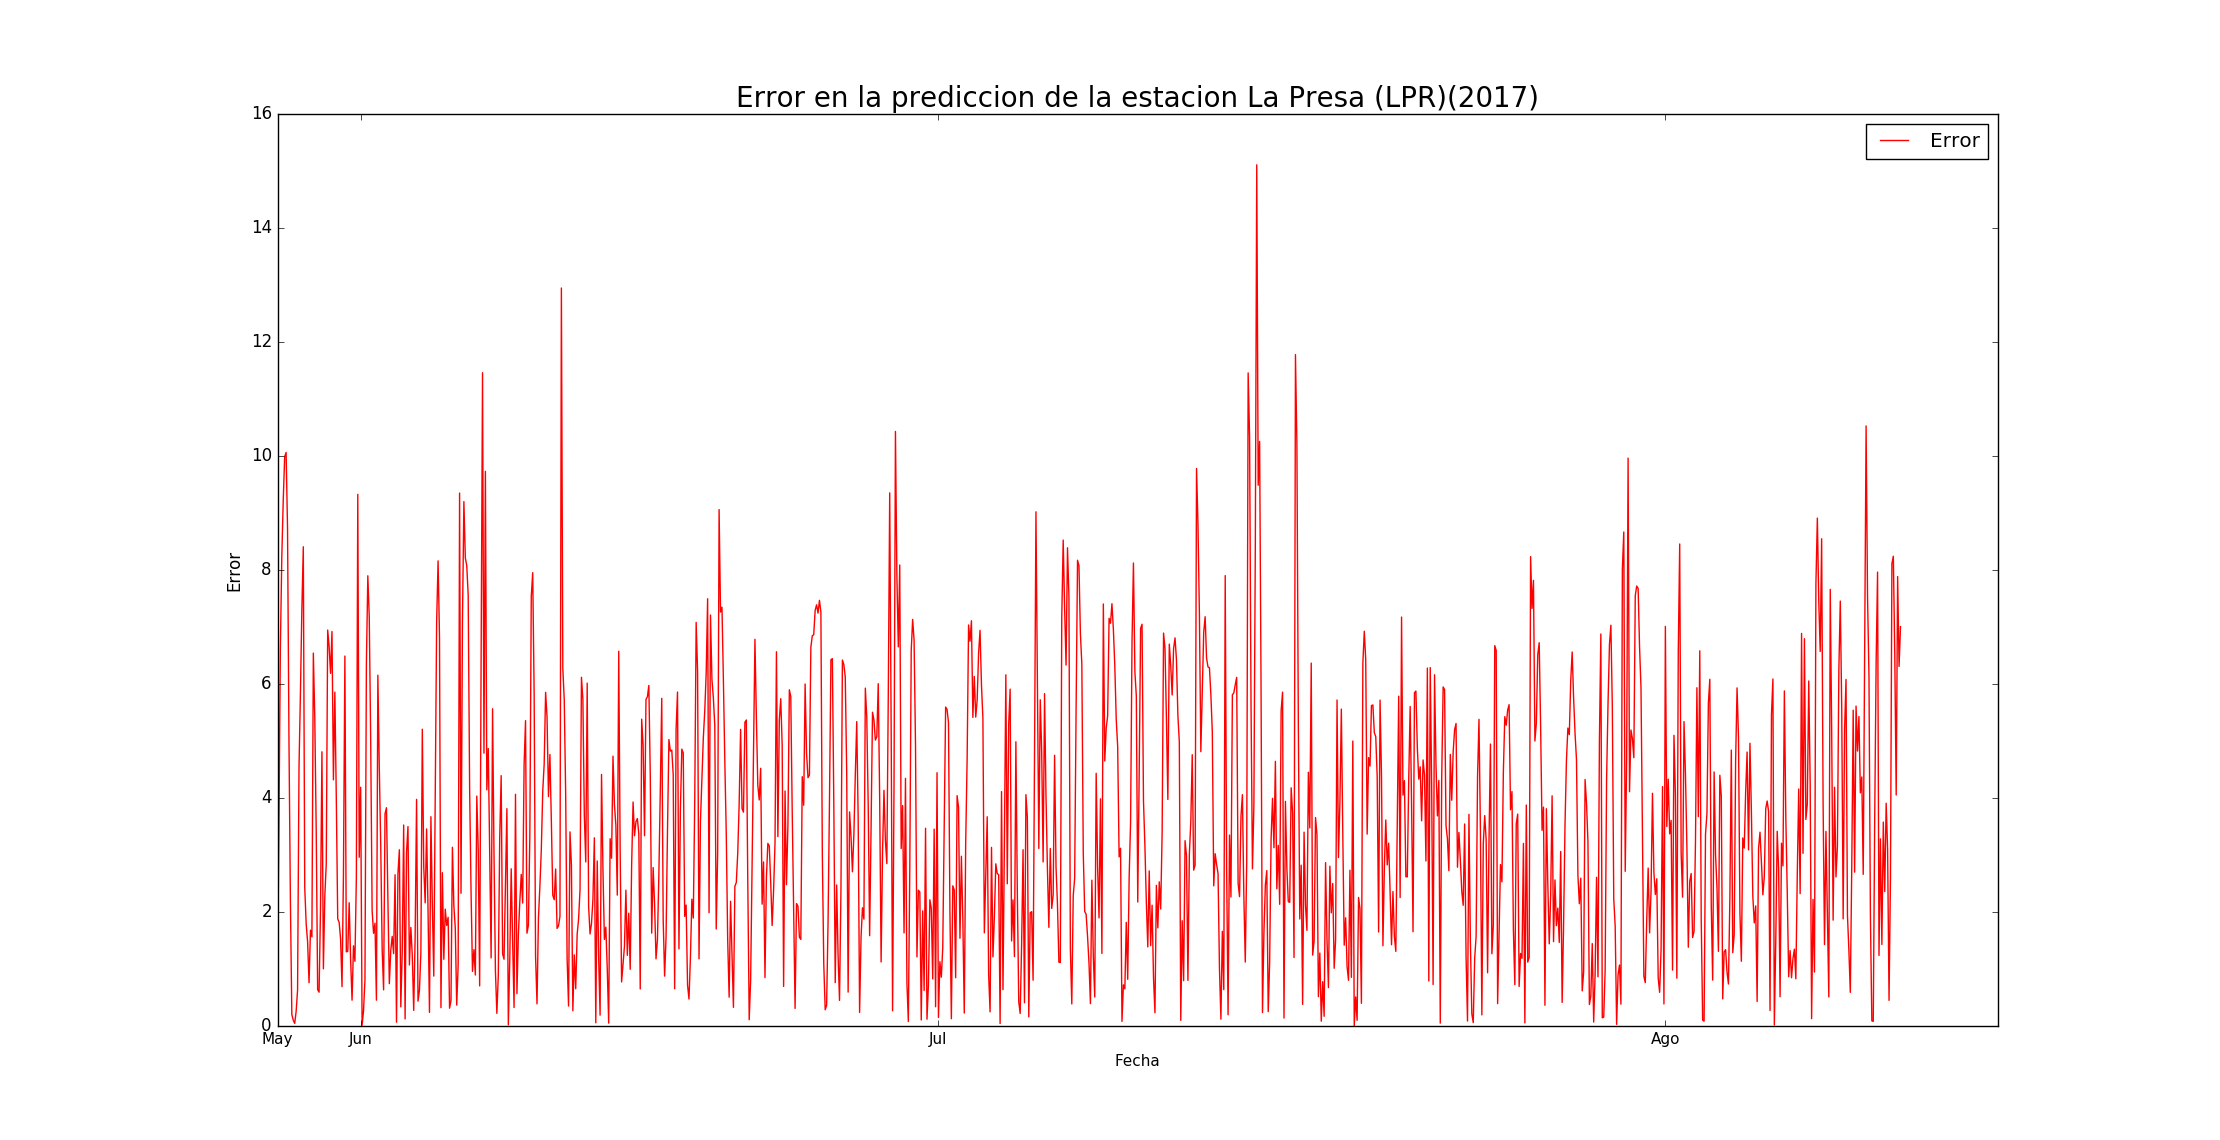 Error en la prediccion de la estacion La Presa (LPR)(2017)
Error
16
14
12
10
8
6
4
2
0
Error
May Jun Jul Ago
Fecha